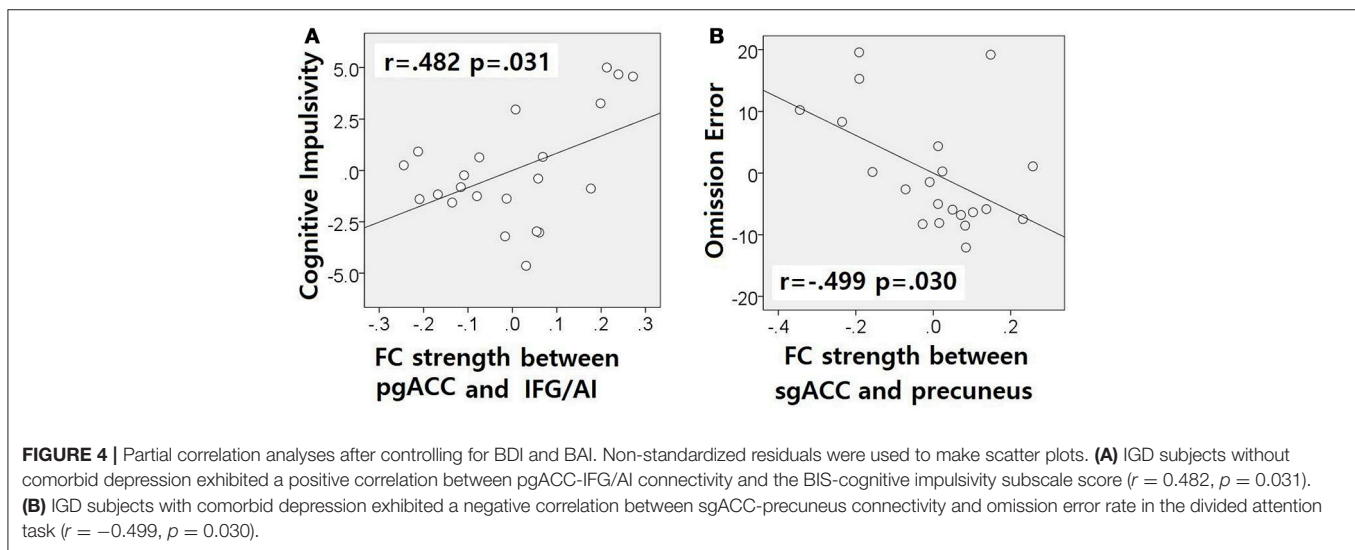 A
r=.482 p=.031
Cognitive Impulsivity
5.0
2.5
.0
-2.5
-5.0
-.3 -.2 -.1 .0 .1 .2 .3
FC strength between
pgACC and IFG/AI
B
20
10
0
-10
-20
Omission Error
r=-.499 p=.030
-.4 -.2 .0 .2
FC strength between
sgACC and precuneus
FIGURE 4 | Partial correlation analyses after controlling for BDI and BAI. Non-standardized residuals were used to make scatter plots. (A) IGD subjects without
comorbid depression exhibited a positive correlation between pgACC-IFG/AI connectivity and the BIS-cognitive impulsivity subscale score (r = 0.482, p = 0.031).
(B) IGD subjects with comorbid depression exhibited a negative correlation between sgACC-precuneus connectivity and omission error rate in the divided attention
task (r = −0.499, p = 0.030).